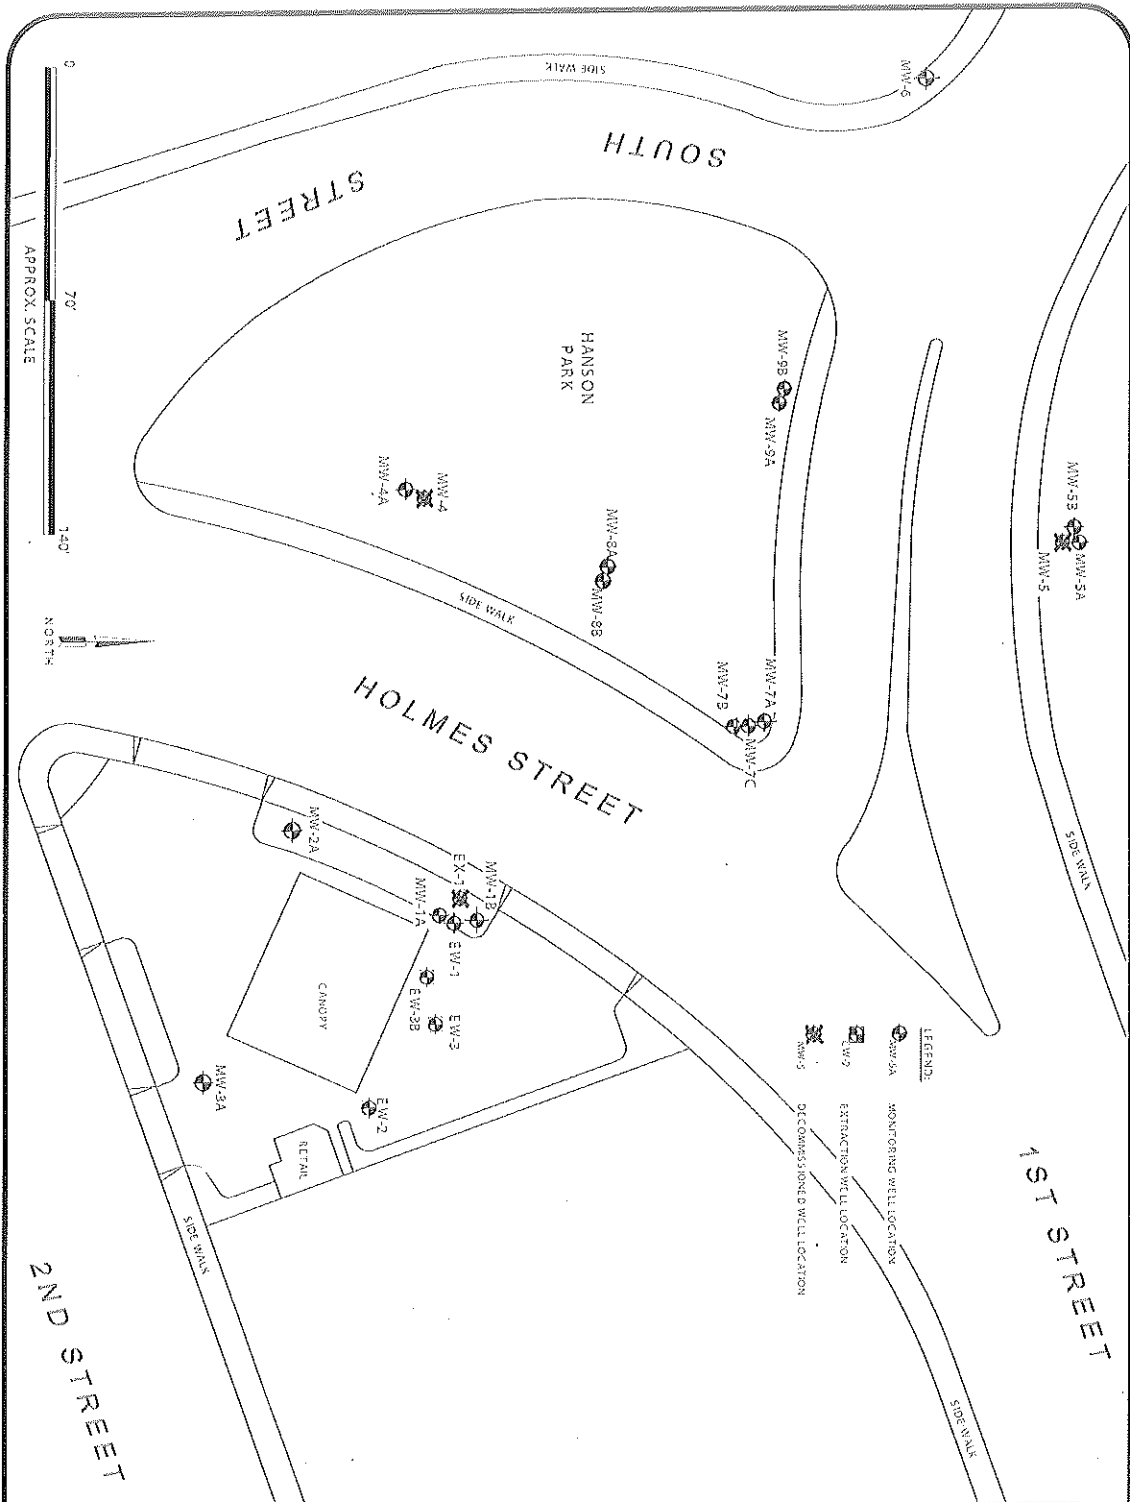 MW-6
SIDE WALK
SOUTH
STREET
0
70'
140'
APPROX. SCALE
NORTH
HANSON
PARK
MW-9B
MW-9A
MW-4
MW-4A
MW-8A
MW-8B
SIDE WALK
MW-5B
MW-5A
MW-5
MW-7A
MW-7B
MW-7C
SIDE WALK
HOLMES STREET
MW-2A
MW-1B
EX-1
MW-1A
EW-1
EW-3B
EW-3
CANOPY
MW-3A
EW-2
RETAIL
SIDE WALK
LEGEND:
MW-5A MONITORING WELL LOCATION
EW-2 EXTRACTION WELL LOCATION
MW-5 DECOMMISSIONED WELL LOCATION
1ST STREET
2ND STREET
SIDE WALK